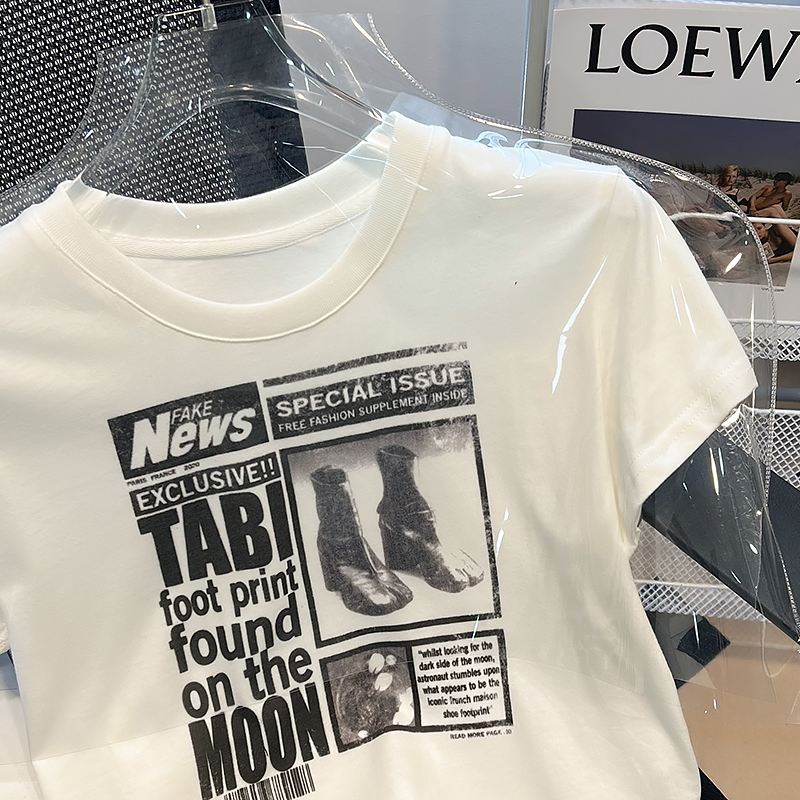 LOEW
FAKE
News
SPECIAL ISSUE
FREE FASHION SUPPLEMENT INSIDE
PARIS FRANCE 2020
EXCLUSIVE!!
TABI
foot print
found
on the
MOON
"whilst looking for the
dark side of the moon,
astronaut stumbles upon
what appears to be the
iconic french maison
shoe footprint"
READ MORE PAGE . 10